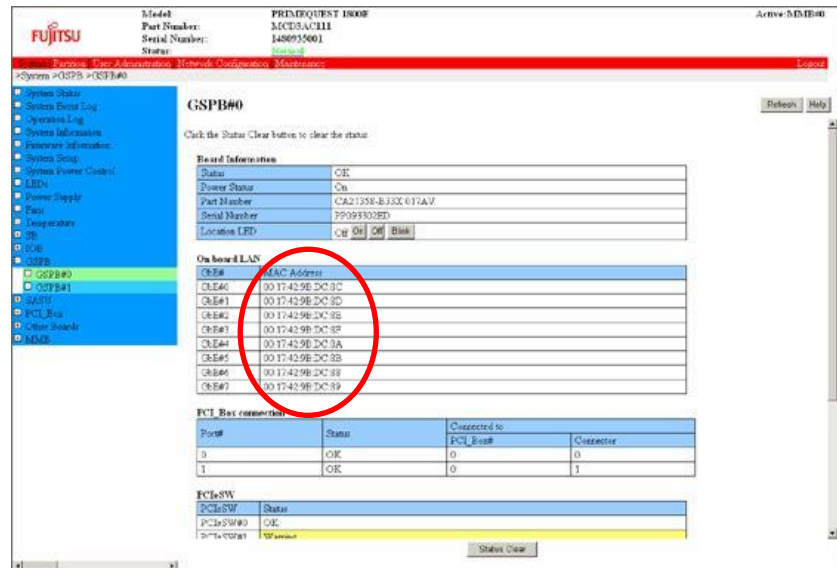 FUJITSU
Model PRIMEQUEST 1800E Active:MMB#0
Part Number: MCD3AC111
Serial Number: 1480935001
Status: Normal
System Partition User Administration Network Configuration Maintenance Logout
>System >GSPB >GSPB#0
System Status
System Event Log
Operation Log
System Information
Firmware Information
System Setup
System Power Control
LEDs
Power Supply
Fans
Temperature
SB
IOB
GSPB
GSPB#0
GSPB#1
SASU
PCI_Box
Other Boards
MMB
GSPB#0
Refresh Help
Click the Status Clear button to clear the status
Board Information
Status OK
Power Status On
Part Number CA21358-B33X 017AV
Serial Number PP093302ED
Location LED Off On Off Blink
On board LAN
GbE# MAC Address
GbE#0 00:17:42:9B:DC:8C
GbE#1 00:17:42:9B:DC:8D
GbE#2 00:17:42:9B:DC:8E
GbE#3 00:17:42:9B:DC:8F
GbE#4 00:17:42:9B:DC:8A
GbE#5 00:17:42:9B:DC:8B
GbE#6 00:17:42:9B:DC:88
GbE#7 00:17:42:9B:DC:89
PCI_Box connection
Port# Status Connected to
PCI_Box# Connector
0 OK 0 0
1 OK 0 1
PCIeSW
PCIeSW Status
PCIeSW#0 OK
PCIeSW#1 Warning
Status Clear